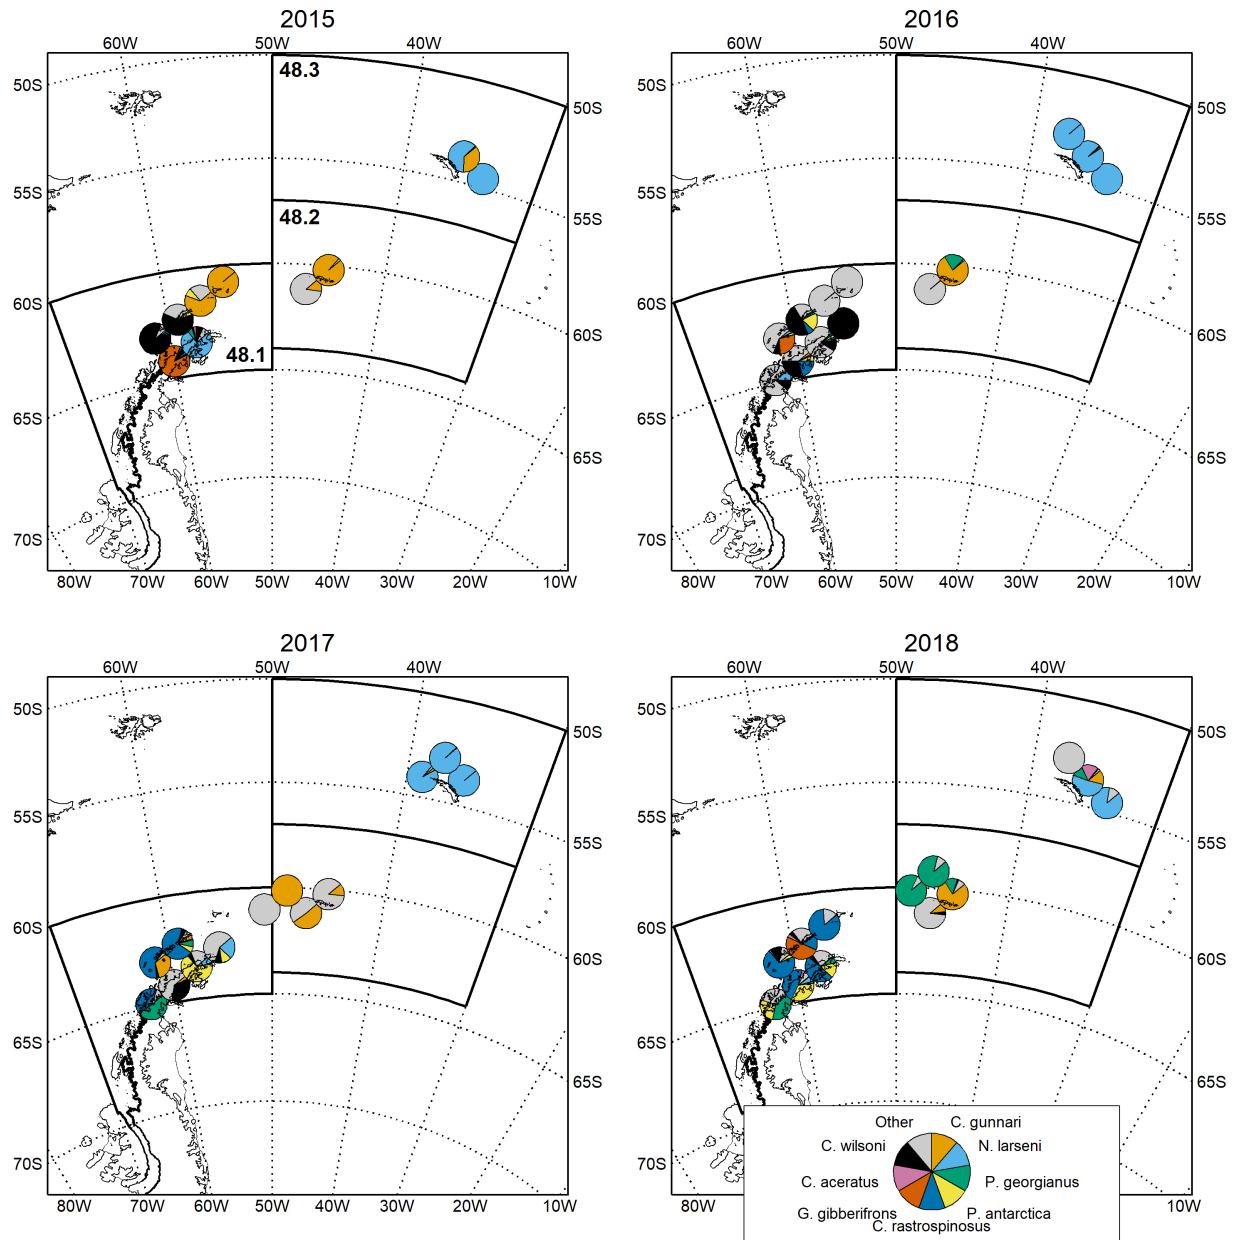 2015
60W 50W 40W
50S 48.3 50S
55S 48.2 55S
60S 48.1 60S
65S 65S
70S
80W 70W 60W 50W 40W 30W 20W 10W
2016
60W 50W 40W
50S 50S
55S 55S
60S 60S
65S 65S
70S
80W 70W 60W 50W 40W 30W 20W 10W
2017
60W 50W 40W
50S 50S
55S 55S
60S 60S
65S 65S
70S
80W 70W 60W 50W 40W 30W 20W 10W
2018
60W 50W 40W
50S 50S
55S 55S
60S 60S
65S 65S
70S
80W 10W
Other C. gunnari
C. wilsoni N. larseni
C. aceratus P. georgianus
G. gibberifrons P. antarctica
C. rastrospinosus